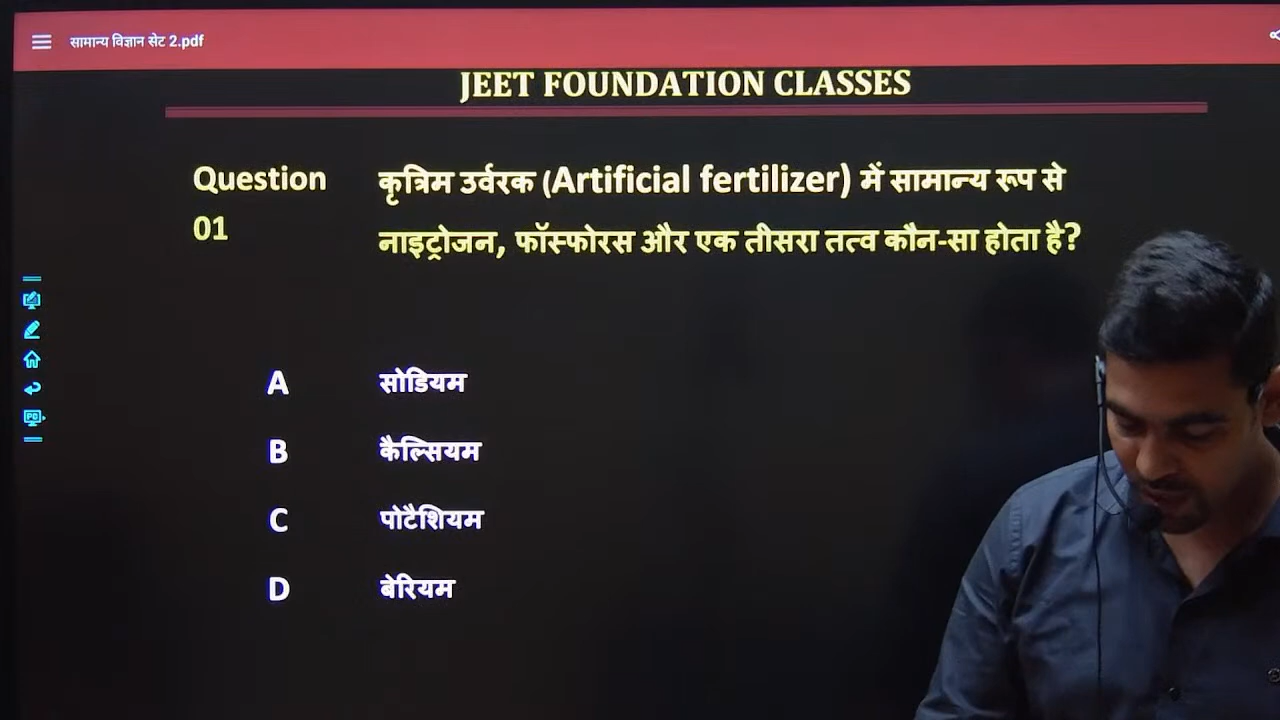 सामान्य विज्ञान सेट 2.pdf
JEET FOUNDATION CLASSES
Question 01
कृत्रिम उर्वरक (Artificial fertilizer) में सामान्य रूप से
नाइट्रोजन, फॉस्फोरस और एक तीसरा तत्व कौन-सा होता है?
A सोडियम
B कैल्सियम
C पोटैशियम
D बेरियम
PC